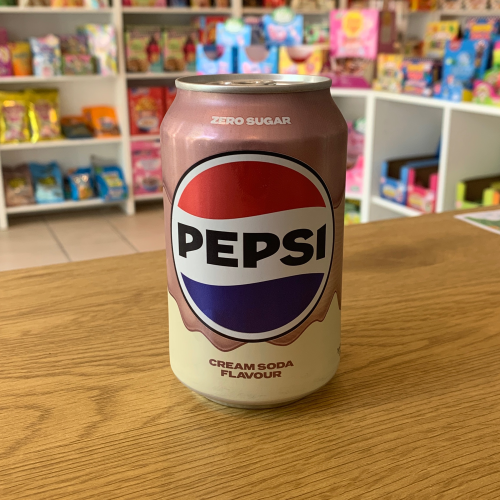 ZERO SUGAR
PEPSI
CREAM SODA
FLAVOUR